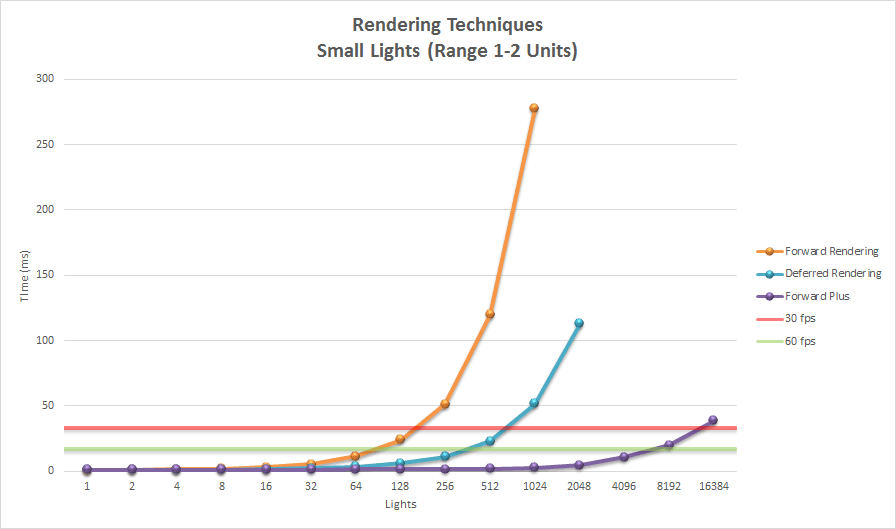 Rendering Techniques
Small Lights (Range 1-2 Units)
300
250
200
150
100
50
0
TIme (ms)
1 2 4 8 16 32 64 128 256 512 1024 2048 4096 8192 16384
Lights
Forward Rendering
Deferred Rendering
Forward Plus
30 fps
60 fps